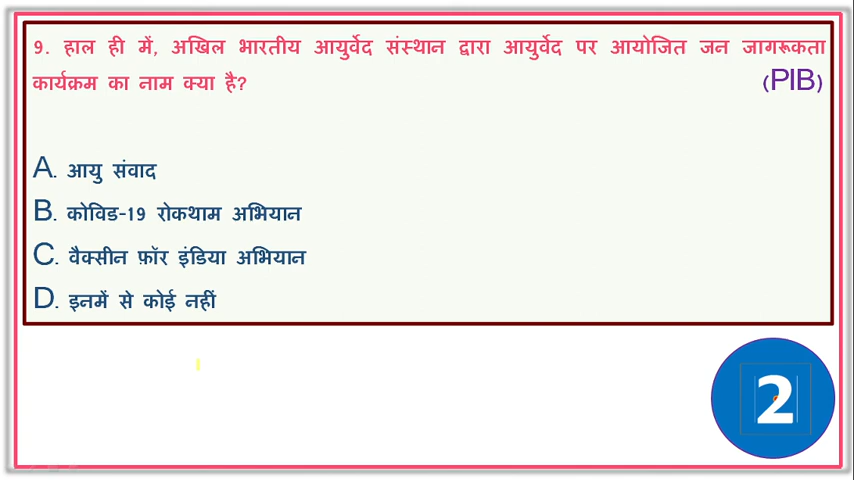 9. हाल ही में, अखिल भारतीय आयुर्वेद संस्थान द्वारा आयुर्वेद पर आयोजित जन जागरूकता
कार्यक्रम का नाम क्या है? (PIB)
A. आयु संवाद
B. कोविड-19 रोकथाम अभियान
C. वैक्सीन फ़ॉर इंडिया अभियान
D. इनमें से कोई नहीं
2